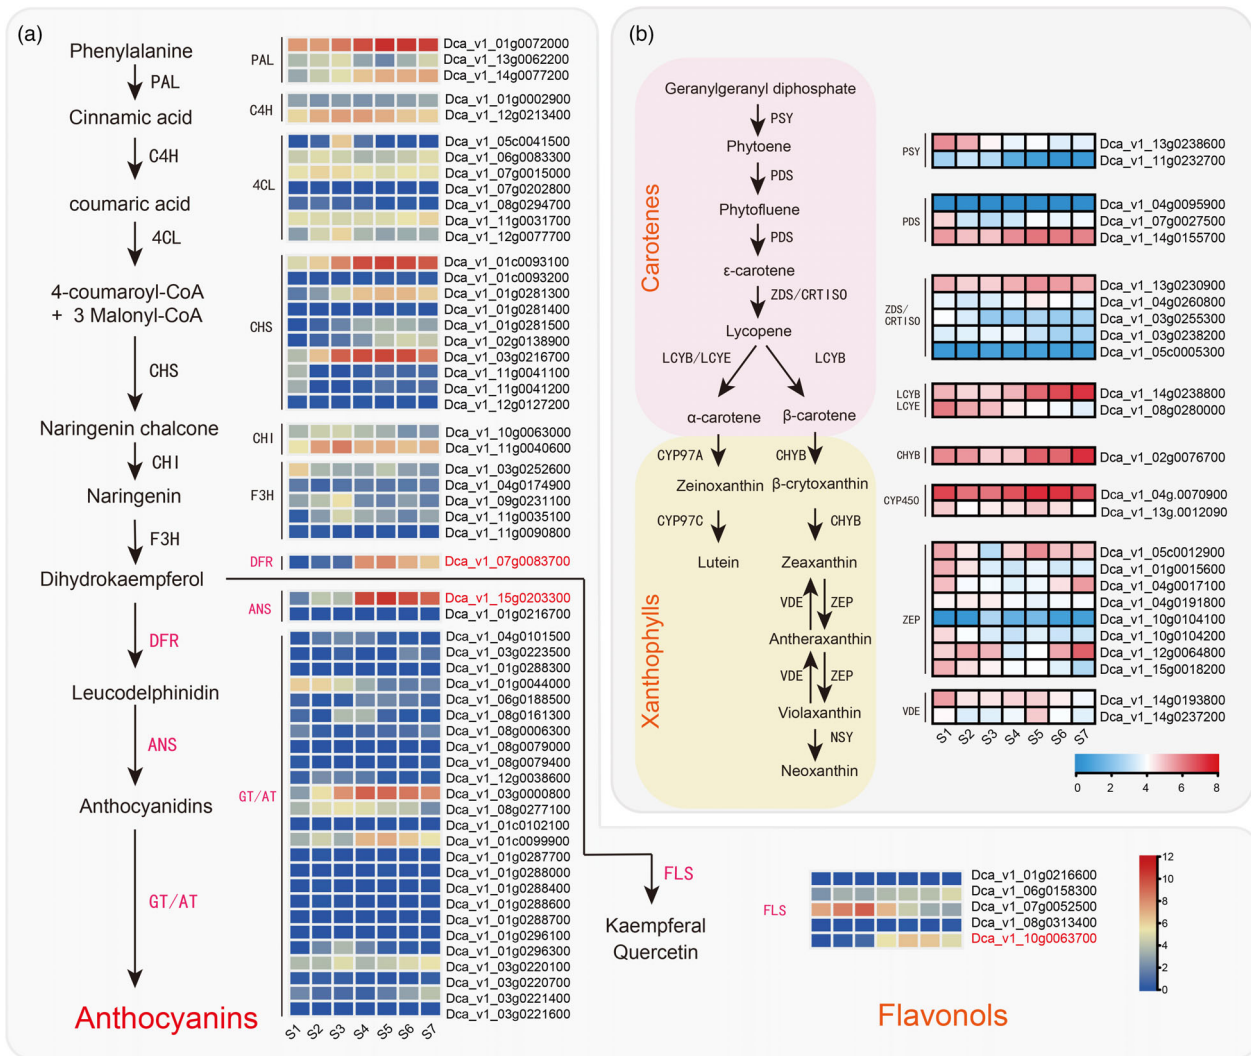 (a)
Phenylalanine
PAL
Cinnamic acid
C4H
coumaric acid
4CL
4-coumaroyl-CoA
+ 3 Malonyl-CoA
CHS
Naringenin chalcone
CHI
Naringenin
F3H
Dihydrokaempferol
DFR
Leucodelphinidin
ANS
Anthocyanidins
GT/AT
Anthocyanins
PAL
Dca_v1_01g0072000
Dca_v1_13g0062200
Dca_v1_14g0077200
C4H
Dca_v1_01g0002900
Dca_v1_12g0213400
4CL
Dca_v1_05c0041500
Dca_v1_06g0083300
Dca_v1_07g0015000
Dca_v1_07g0202800
Dca_v1_08g0294700
Dca_v1_11g0031700
Dca_v1_12g0077700
CHS
Dca_v1_01c0093100
Dca_v1_01c0093200
Dca_v1_01g0281300
Dca_v1_01g0281400
Dca_v1_01g0281500
Dca_v1_02g0138900
Dca_v1_03g0216700
Dca_v1_11g0041100
Dca_v1_11g0041200
Dca_v1_12g0127200
CHI
Dca_v1_10g0063000
Dca_v1_11g0040600
F3H
Dca_v1_03g0252600
Dca_v1_04g0174900
Dca_v1_09g0231100
Dca_v1_11g0035100
Dca_v1_11g0090800
DFR
Dca_v1_07g0083700
ANS
Dca_v1_15g0203300
Dca_v1_01g0216700
GT/AT
Dca_v1_04g0101500
Dca_v1_03g0223500
Dca_v1_01g0288300
Dca_v1_01g0044000
Dca_v1_06g0188500
Dca_v1_08g0161300
Dca_v1_08g0006300
Dca_v1_08g0079000
Dca_v1_08g0079400
Dca_v1_12g0038600
Dca_v1_03g0000800
Dca_v1_08g0277100
Dca_v1_01c0102100
Dca_v1_01c0099900
Dca_v1_01g0287700
Dca_v1_01g0288000
Dca_v1_01g0288400
Dca_v1_01g0288600
Dca_v1_01g0288700
Dca_v1_01g0296100
Dca_v1_01g0296300
Dca_v1_03g0220100
Dca_v1_03g0220700
Dca_v1_03g0221400
Dca_v1_03g0221600
S1 S2 S3 S4 S5 S6 S7
FLS
Kaempferal
Quercetin
(b)
Carotenes
Geranylgeranyl diphosphate
PSY
Phytoene
PDS
Phytofluene
PDS
ε-carotene
ZDS/CRTISO
Lycopene
LCYB/LCYE
LCYB
α-carotene
β-carotene
Xanthophylls
CYP97A
CHYB
Zeinoxanthin
β-crytoxanthin
CYP97C
CHYB
Lutein
Zeaxanthin
VDE
ZEP
Antheraxanthin
VDE
ZEP
Violaxanthin
NSY
Neoxanthin
PSY
Dca_v1_13g0238600
Dca_v1_11g0232700
PDS
Dca_v1_04g0095900
Dca_v1_07g0027500
Dca_v1_14g0155700
ZDS/
CRTISO
Dca_v1_13g0230900
Dca_v1_04g0260800
Dca_v1_03g0255300
Dca_v1_03g0238200
Dca_v1_05c0005300
LCYB
LCYE
Dca_v1_14g0238800
Dca_v1_08g0280000
CHYB
Dca_v1_02g0076700
CYP450
Dca_v1_04g.0070900
Dca_v1_13g.0012090
ZEP
Dca_v1_05c0012900
Dca_v1_01g0015600
Dca_v1_04g0017100
Dca_v1_04g0191800
Dca_v1_10g0104100
Dca_v1_10g0104200
Dca_v1_12g0064800
Dca_v1_15g0018200
VDE
Dca_v1_14g0193800
Dca_v1_14g0237200
S1 S2 S3 S4 S5 S6 S7
0 2 4 6 8
FLS
Dca_v1_01g0216600
Dca_v1_06g0158300
Dca_v1_07g0052500
Dca_v1_08g0313400
Dca_v1_10g0063700
12
10
8
6
4
2
0
Flavonols